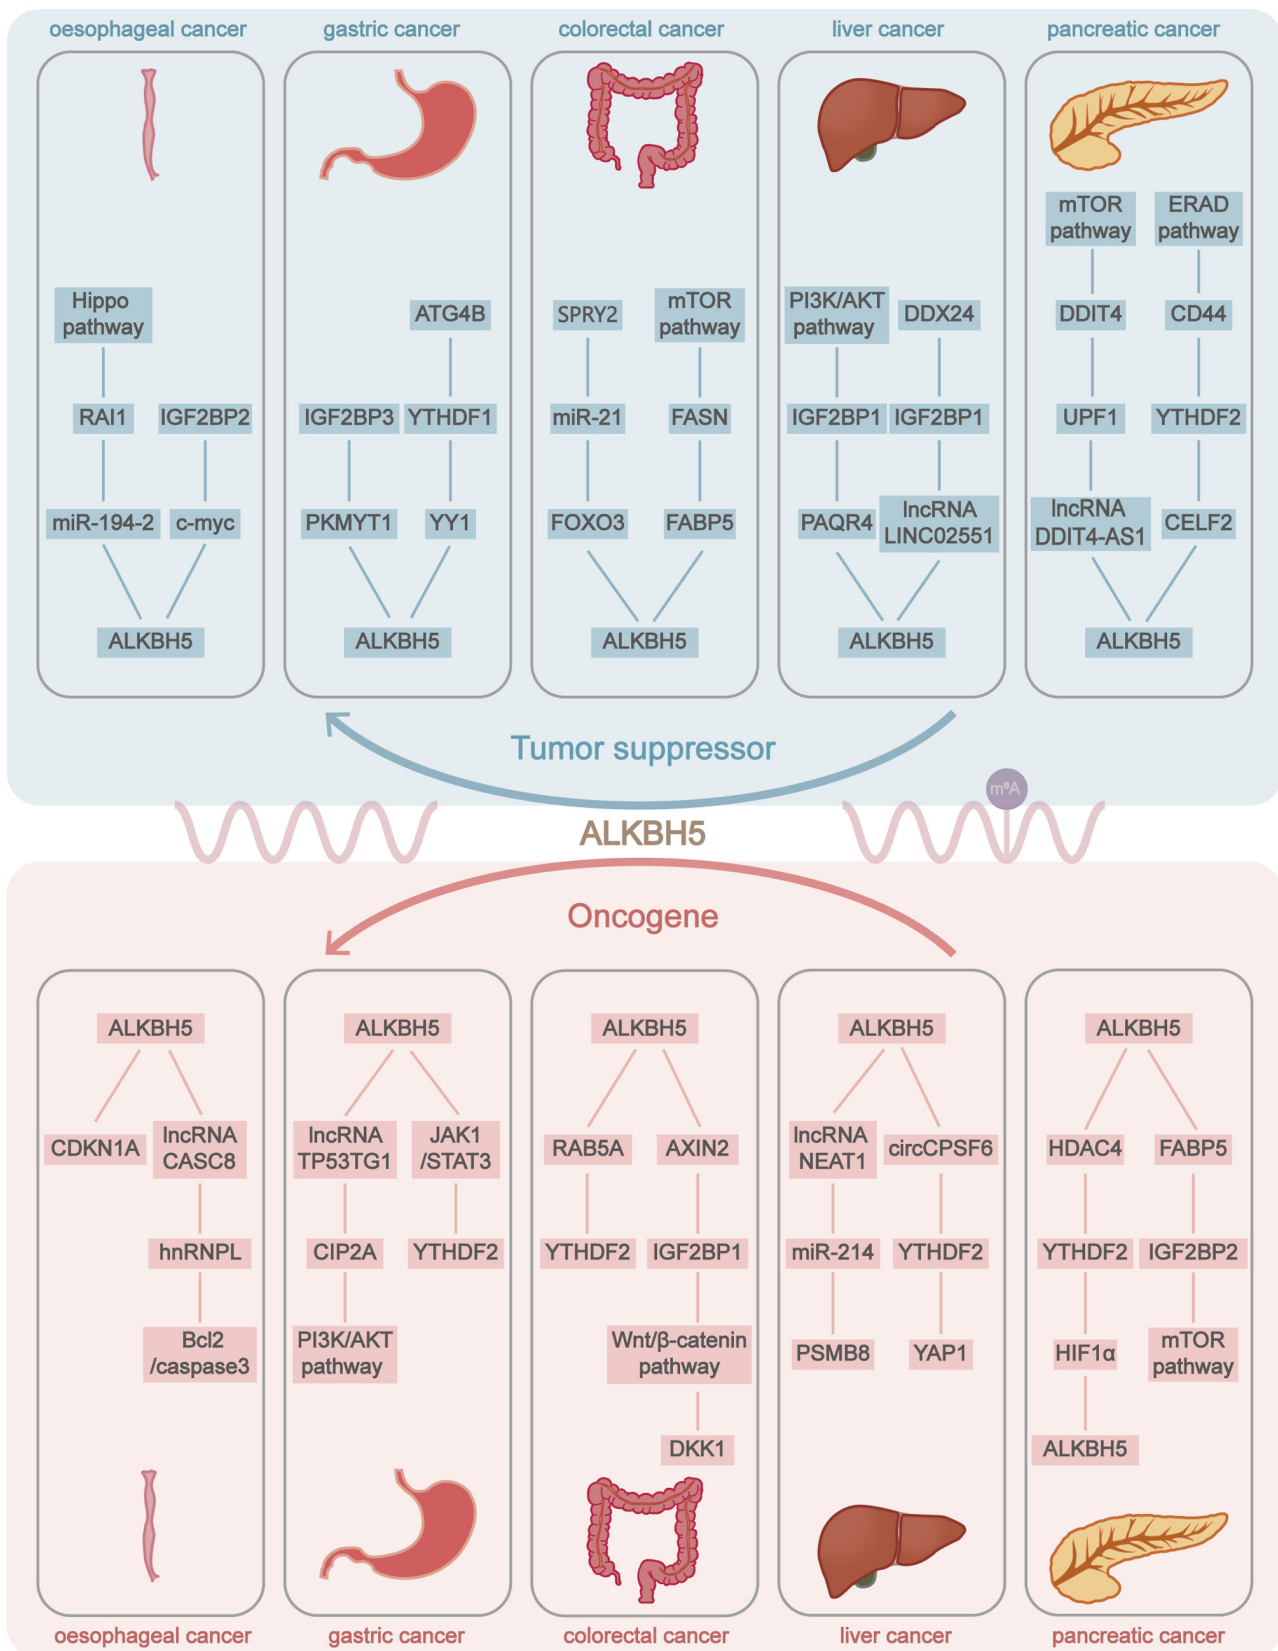 oesophageal cancer
gastric cancer
colorectal cancer
liver cancer
pancreatic cancer
Hippo
pathway
RAI1
IGF2BP2
miR-194-2
c-myc
ALKBH5
ATG4B
IGF2BP3
YTHDF1
PKMYT1
YY1
ALKBH5
SPRY2
mTOR
pathway
miR-21
FASN
FOXO3
FABP5
ALKBH5
PI3K/AKT
pathway
DDX24
IGF2BP1
IGF2BP1
PAQR4
lncRNA
LINC02551
ALKBH5
mTOR
pathway
ERAD
pathway
DDIT4
CD44
UPF1
YTHDF2
lncRNA
DDIT4-AS1
CELF2
ALKBH5
Tumor suppressor
m⁶A
ALKBH5
Oncogene
ALKBH5
CDKN1A
lncRNA
CASC8
hnRNPL
Bcl2
/caspase3
ALKBH5
lncRNA
TP53TG1
JAK1
/STAT3
CIP2A
YTHDF2
PI3K/AKT
pathway
ALKBH5
RAB5A
AXIN2
YTHDF2
IGF2BP1
Wnt/β-catenin
pathway
DKK1
ALKBH5
lncRNA
NEAT1
circCPSF6
miR-214
YTHDF2
PSMB8
YAP1
ALKBH5
HDAC4
FABP5
YTHDF2
IGF2BP2
HIF1α
mTOR
pathway
ALKBH5
oesophageal cancer
gastric cancer
colorectal cancer
liver cancer
pancreatic cancer